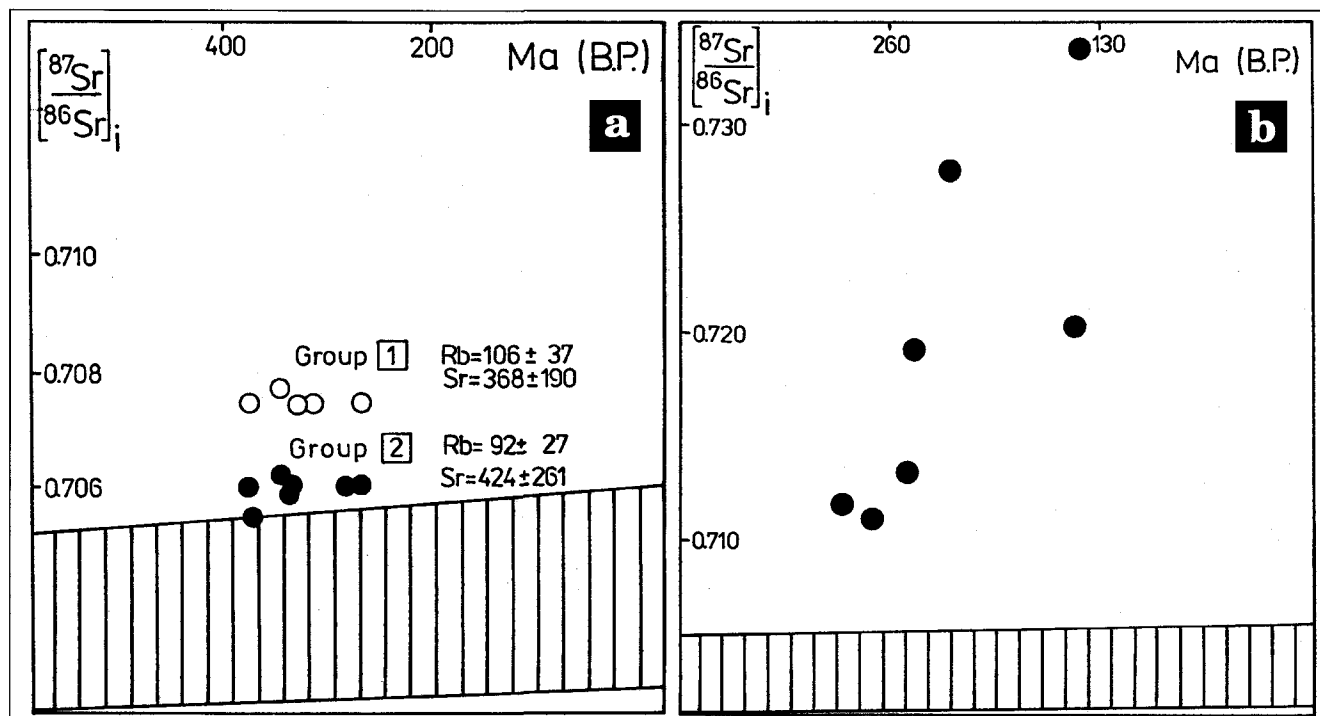 400 200 Ma (B.P.)
[87Sr
86Sr]i
a
0.710
Group 1 Rb=106 ± 37
0.708 Sr=368±190
Group 2 Rb= 92± 27
0.706 Sr=424±261
260 130
[87Sr
86Sr]i Ma (B.P.)
0.730 b
0.720
0.710